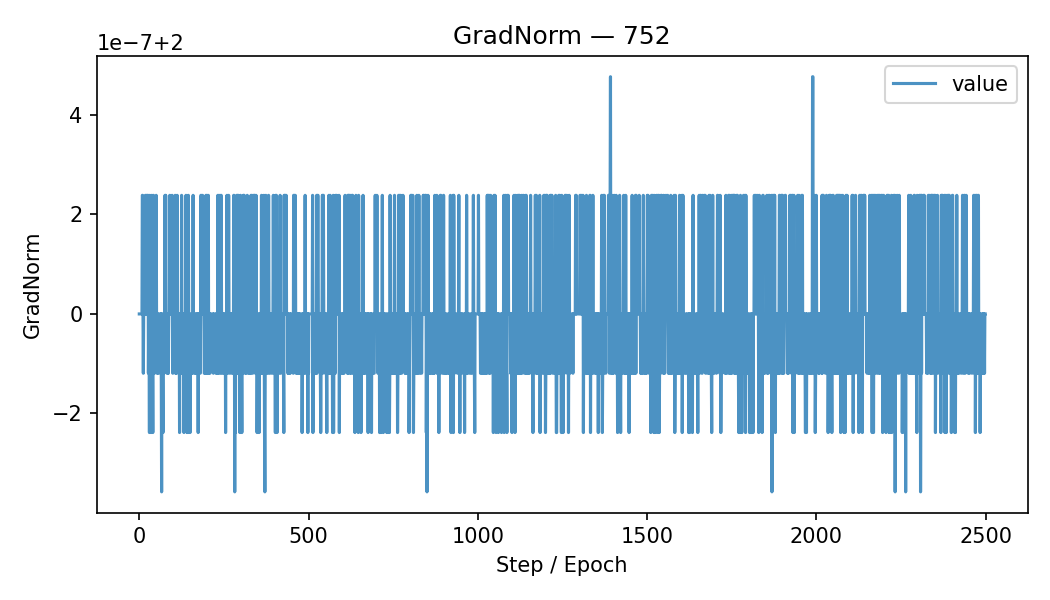 GradNorm — 752
1e−7+2
value
4
2
0
−2
GradNorm
0 500 1000 1500 2000 2500
Step / Epoch